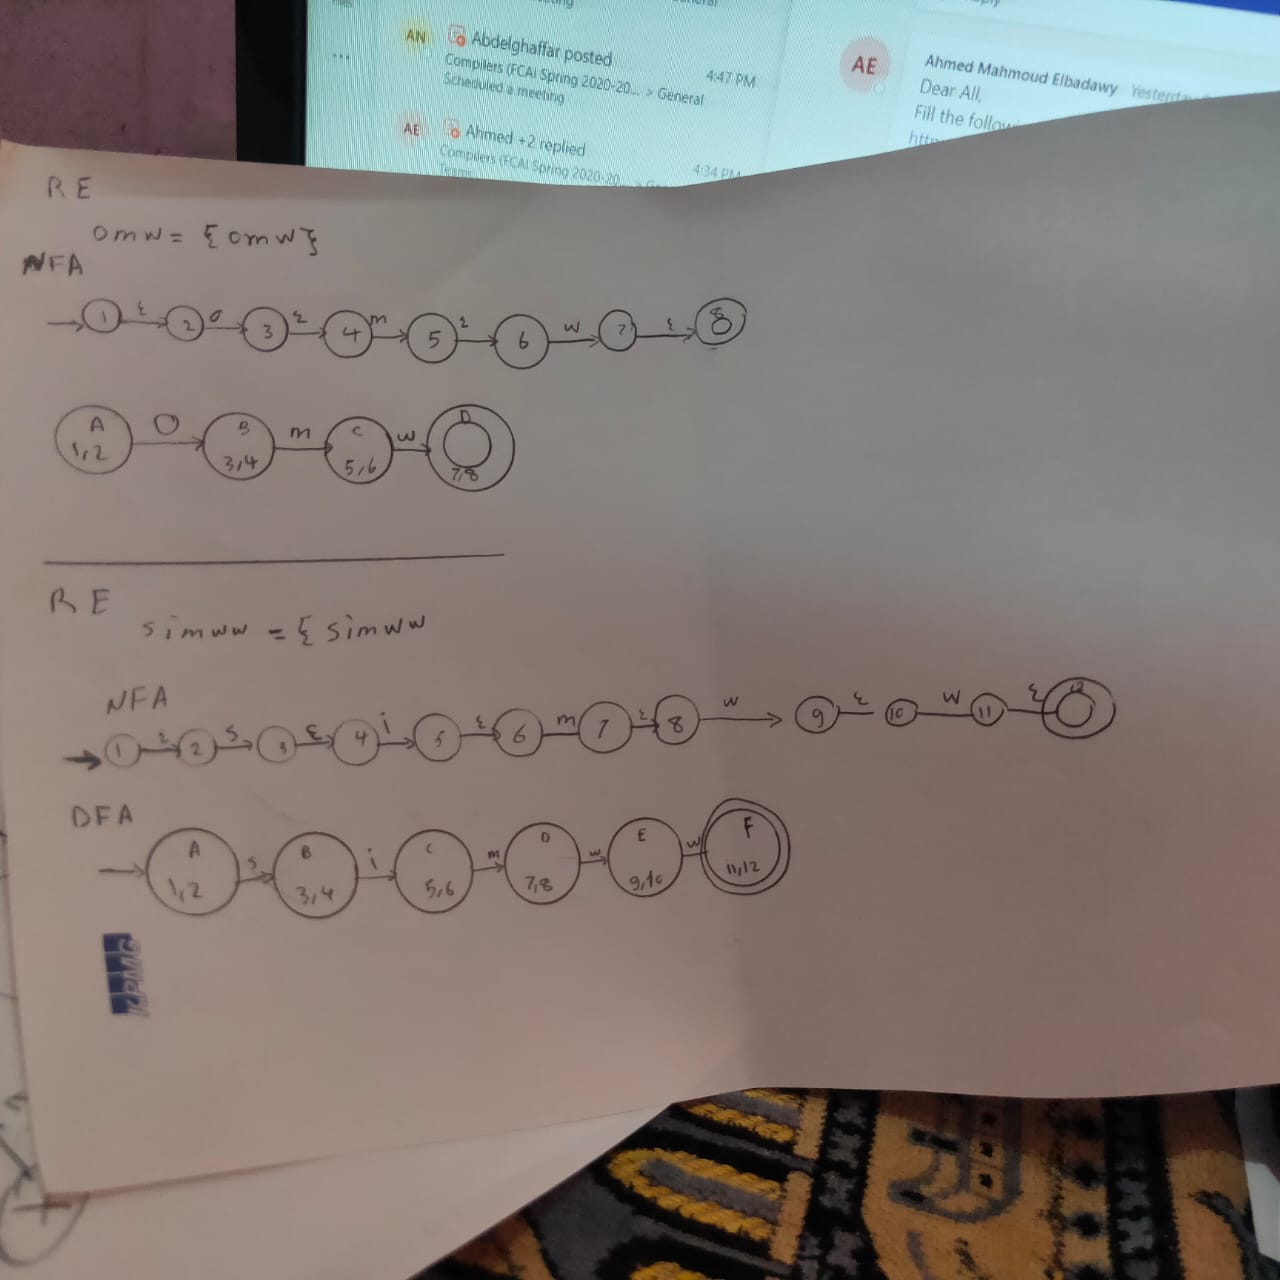 AN
Abdelghaffar posted
4:47 PM
Compilers (FCAI Spring 2020-20... > General
Scheduled a meeting
AE
Ahmed +2 replied
4:34 PM
Compilers (FCAI Spring 2020-20...
Teams
AE
Ahmed Mahmoud Elbadawy
Dear All,
Fill the
RE
omw = { omw }
NFA
1 ε 2 o 3 ε 4 m 5 ε 6 w 7 ε 8
A O B m C w D
1,2 3,4 5,6 7,8
RE
simww = { simww
NFA
1 ε 2 s 3 ε 4 i 5 ε 6 m 7 ε 8 w 9 ε 10 w 11 ε 12
DFA
A s B i C m D w E w F
1,2 3,4 5,6 7,8 9,10 11,12
KPMG